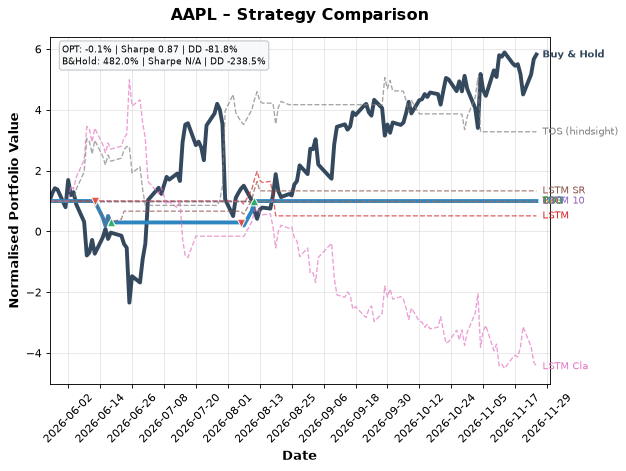 AAPL – Strategy Comparison
OPT: -0.1% | Sharpe 0.87 | DD -81.8%
B&Hold: 482.0% | Sharpe N/A | DD -238.5%
Normalised Portfolio Value
6
4
2
0
−2
−4
Buy & Hold
TOS (hindsight)
LSTM SR
10
LSTM
LSTM Cla
2026-06-02
2026-06-14
2026-06-26
2026-07-08
2026-07-20
2026-08-01
2026-08-13
2026-08-25
2026-09-06
2026-09-18
2026-09-30
2026-10-12
2026-10-24
2026-11-05
2026-11-17
2026-11-29
Date